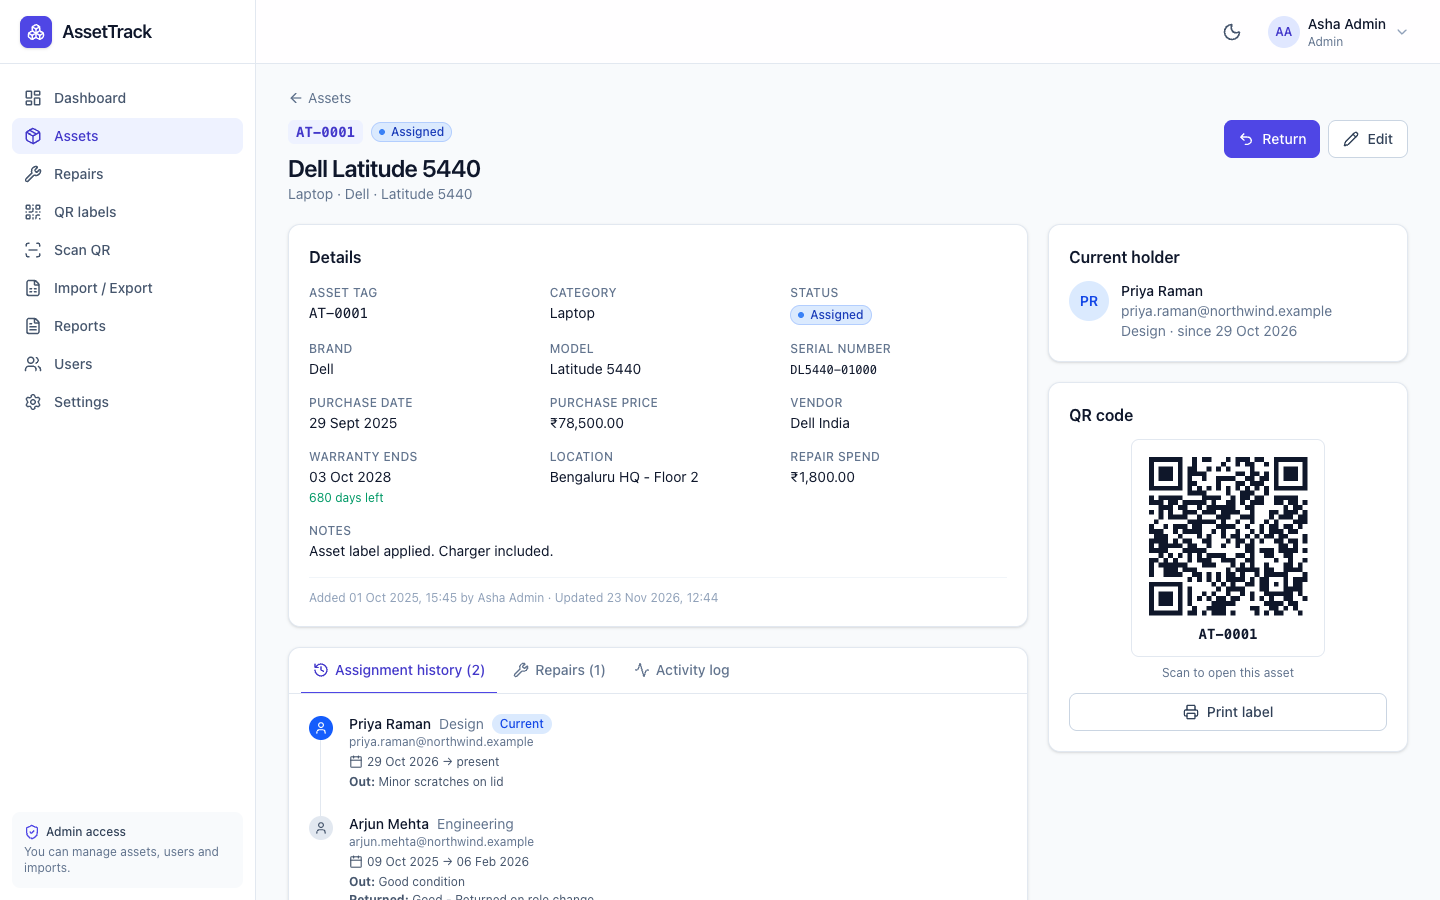 AssetTrack
AA
Asha Admin
Admin
Dashboard
Assets
Repairs
QR labels
Scan QR
Import / Export
Reports
Users
Settings
Admin access
You can manage assets, users and
imports.
← Assets
AT-0001
Assigned
Dell Latitude 5440
Laptop · Dell · Latitude 5440
Return
Edit
Details
ASSET TAG
AT-0001
CATEGORY
Laptop
STATUS
Assigned
BRAND
Dell
MODEL
Latitude 5440
SERIAL NUMBER
DL5440-01000
PURCHASE DATE
29 Sept 2025
PURCHASE PRICE
₹78,500.00
VENDOR
Dell India
WARRANTY ENDS
03 Oct 2028
680 days left
LOCATION
Bengaluru HQ - Floor 2
REPAIR SPEND
₹1,800.00
NOTES
Asset label applied. Charger included.
Added 01 Oct 2025, 15:45 by Asha Admin · Updated 23 Nov 2026, 12:44
Current holder
PR
Priya Raman
priya.raman@northwind.example
Design · since 29 Oct 2026
QR code
AT-0001
Scan to open this asset
Print label
Assignment history (2)
Repairs (1)
Activity log
Priya Raman Design Current
priya.raman@northwind.example
29 Oct 2026 → present
Out: Minor scratches on lid
Arjun Mehta Engineering
arjun.mehta@northwind.example
09 Oct 2025 → 06 Feb 2026
Out: Good condition
Returned: Good - Returned on role change